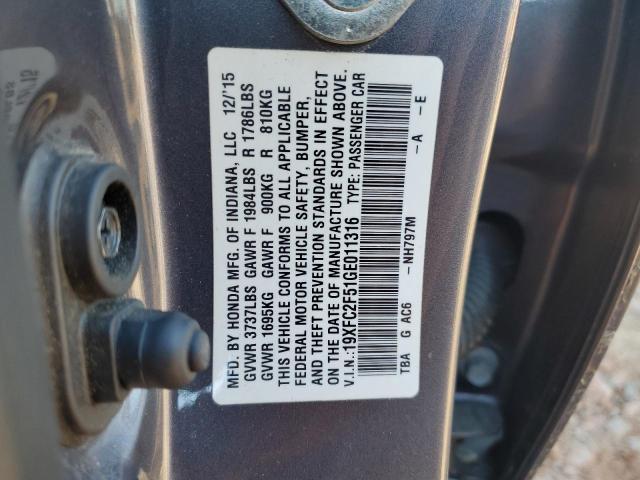 MFD. BY HONDA MFG. OF INDIANA, LLC 12/'15
GVWR 3737LBS GAWR F 1984LBS R 1786LBS
GVWR 1695KG GAWR F 900KG R 810KG
THIS VEHICLE CONFORMS TO ALL APPLICABLE
FEDERAL MOTOR VEHICLE SAFETY, BUMPER,
AND THEFT PREVENTION STANDARDS IN EFFECT
ON THE DATE OF MANUFACTURE SHOWN ABOVE.
V.I.N.: 19XFC2F51GE011316 TYPE: PASSENGER CAR
TBA G AC6 -NH797M -A -E